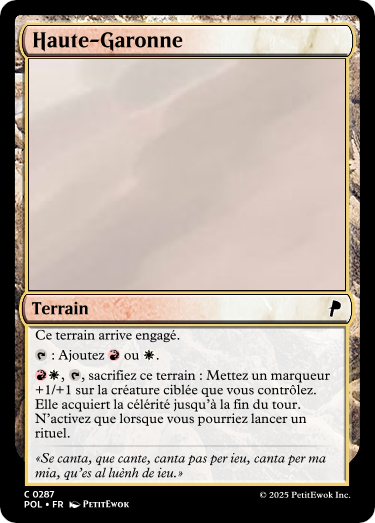 Haute-Garonne
Terrain
Ce terrain arrive engagé.
: Ajoutez ou .
, , sacrifiez ce terrain : Mettez un marqueur
+1/+1 sur la créature ciblée que vous contrôlez.
Elle acquiert la célérité jusqu'à la fin du tour.
N'activez que lorsque vous pourriez lancer un
rituel.
«Se canta, que cante, canta pas per ieu, canta per ma
mia, qu'es al luènh de ieu.»
C 0287
POL • FR PetitEwok
© 2025 PetitEwok Inc.